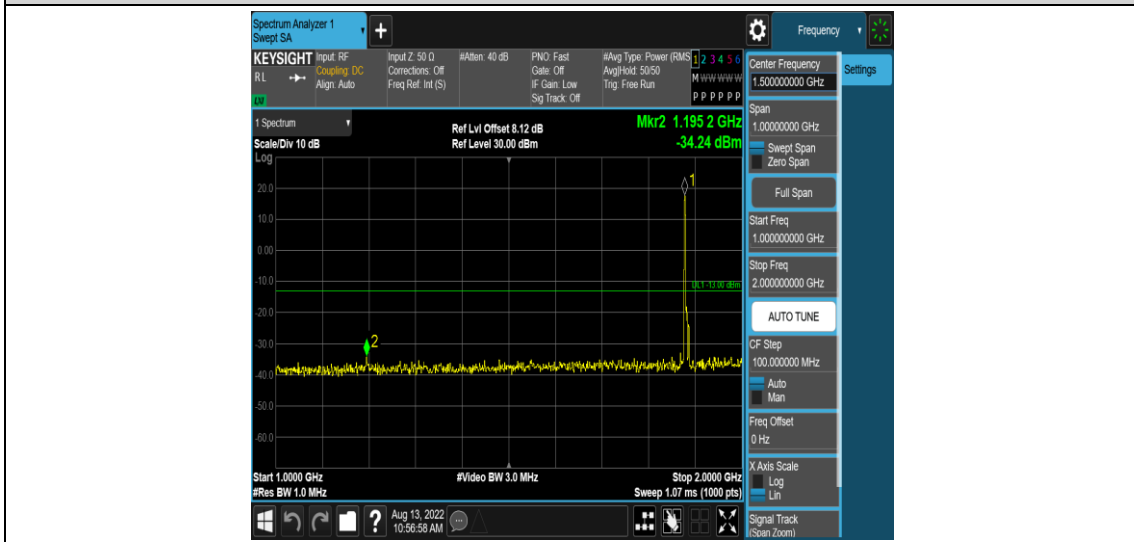 Spectrum Analyzer 1
Swept SA
+
Frequency
KEYSIGHT
RL
Input: RF
Coupling: DC
Align: Auto
Input Z: 50 Ω
Corrections: Off
Freq Ref: Int (S)
#Atten: 40 dB
PNO: Fast
Gate: Off
IF Gain: Low
Sig Track: Off
#Avg Type: Power (RMS
Avg|Hold: 50/50
Trig: Free Run
1 2 3 4 5 6
M W W W W W
P P P P P P
1 Spectrum
Scale/Div 10 dB
Log
Ref Lvl Offset 8.12 dB
Ref Level 30.00 dBm
Mkr2 1.195 2 GHz
-34.24 dBm
1
20.0
10.0
0.00
-10.0
DL1 -13.00 dBm
-20.0
-30.0
2
-40.0
-50.0
-60.0
Start 1.0000 GHz
#Res BW 1.0 MHz
#Video BW 3.0 MHz
Stop 2.0000 GHz
Sweep 1.07 ms (1000 pts)
?
Aug 13, 2022
10:56:58 AM
Center Frequency
1.500000000 GHz
Settings
Span
1.00000000 GHz
Swept Span
Zero Span
Full Span
Start Freq
1.000000000 GHz
Stop Freq
2.000000000 GHz
AUTO TUNE
CF Step
100.000000 MHz
Auto
Man
Freq Offset
0 Hz
X Axis Scale
Log
Lin
Signal Track
(Span Zoom)